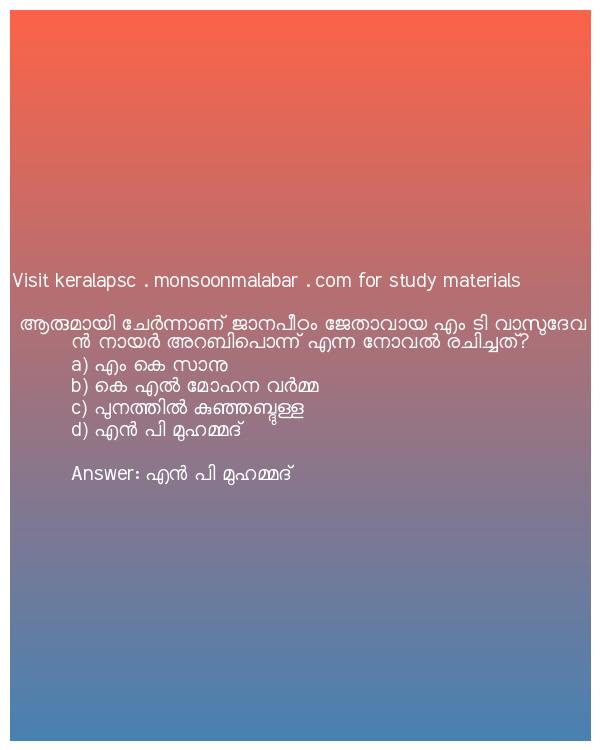 Visit keralapsc . monsoonmalabar . com for study materials
ആരുമായി ചേർന്നാണ് ജാനപീഠം ജേതാവായ എം ടി വാസുദേവ
ൻ നായർ അറബിപൊന്ന് എന്ന നോവൽ രചിച്ചത്?
a) എം കെ സാനു
b) കെ എൽ മോഹന വർമ്മ
c) പുനത്തിൽ കുഞ്ഞബ്ദുള്ള
d) എൻ പി മുഹമ്മദ്
Answer: എൻ പി മുഹമ്മദ്